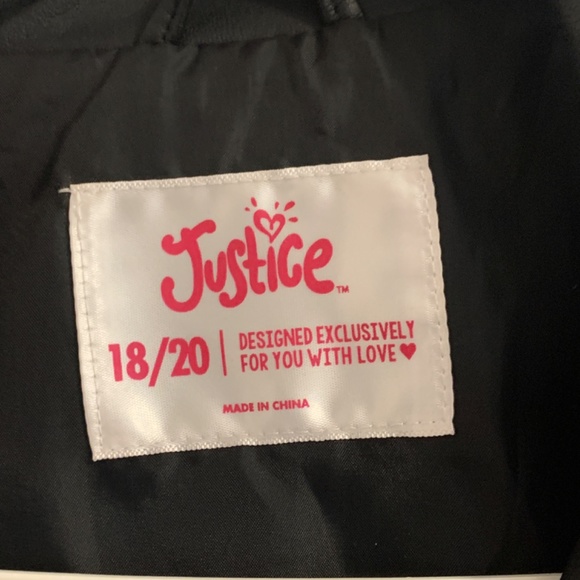 Justice™
18/20 | DESIGNED EXCLUSIVELY
FOR YOU WITH LOVE ♥
MADE IN CHINA